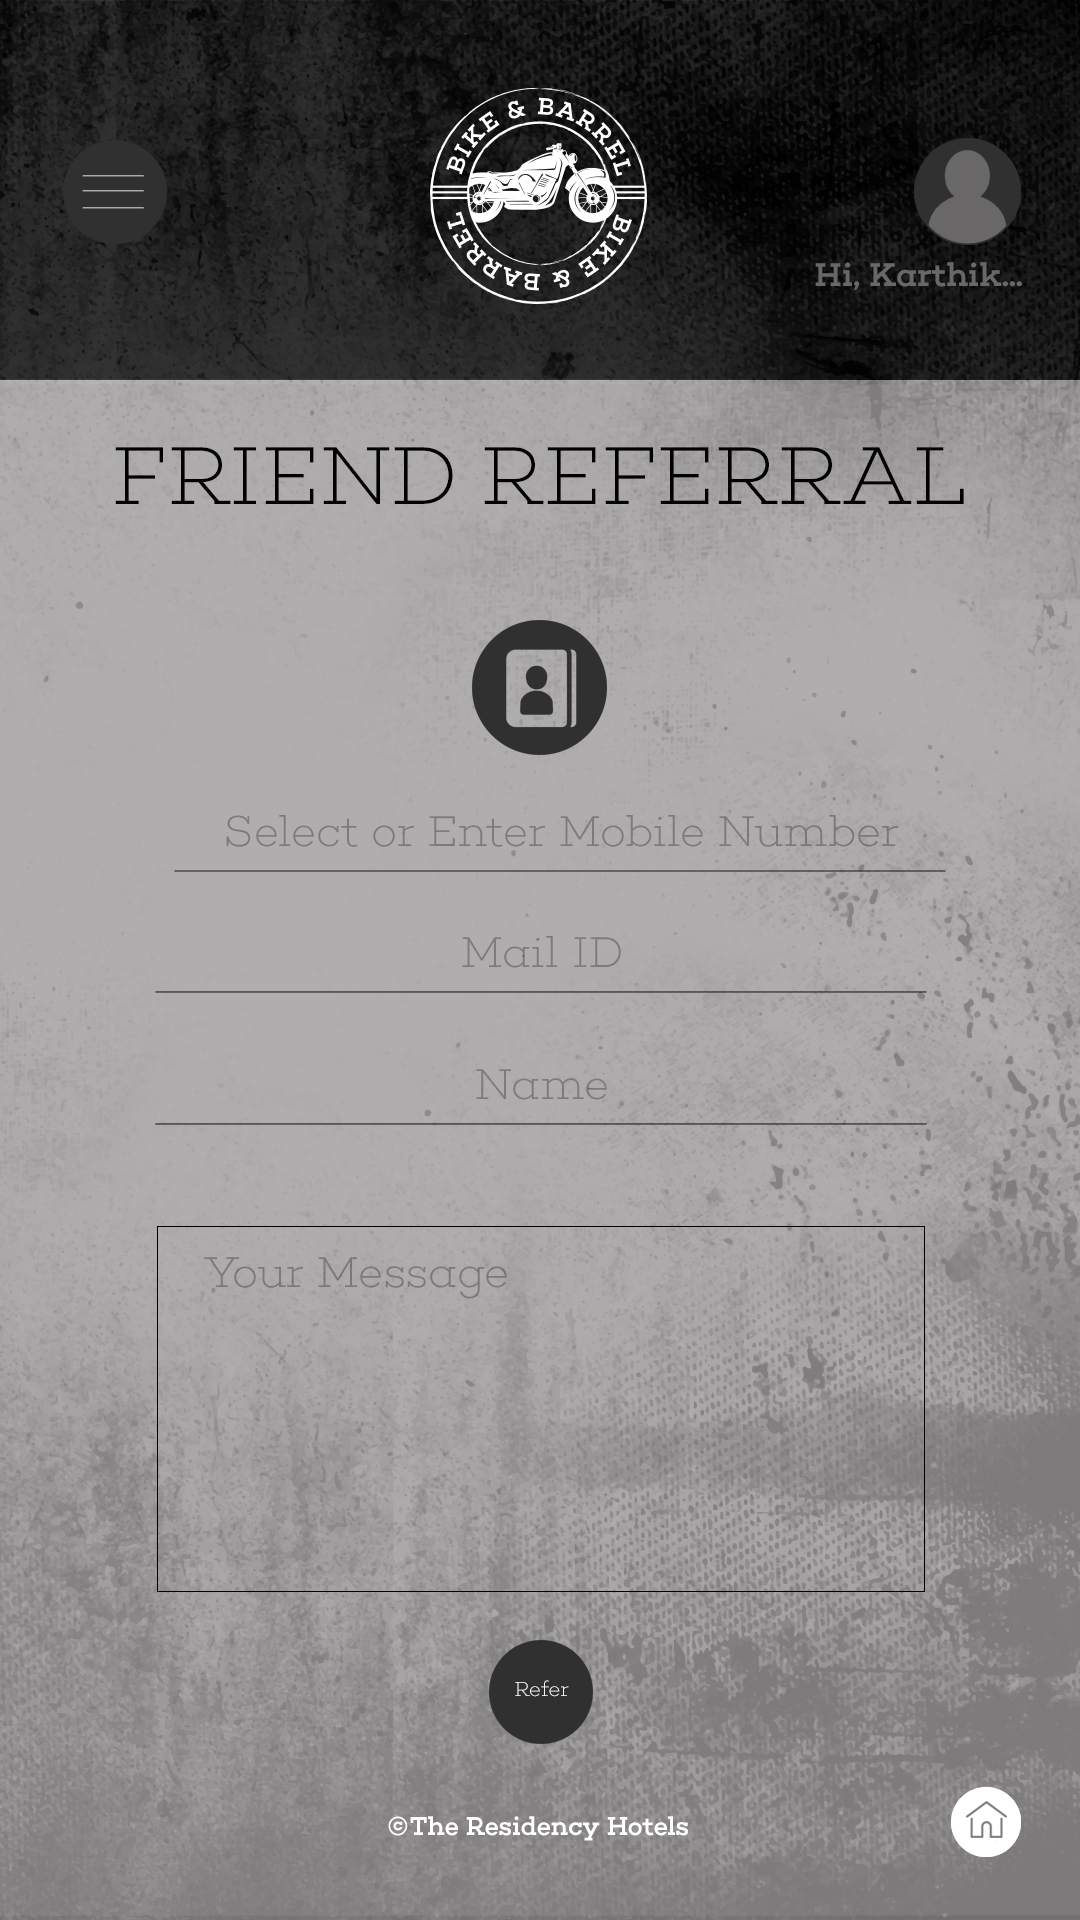 BIKE & BARREL
BIKE & BARREL
Hi, Karthik...
FRIEND REFERRAL
Select or Enter Mobile Number
Mail ID
Name
Your Message
Refer
©The Residency Hotels